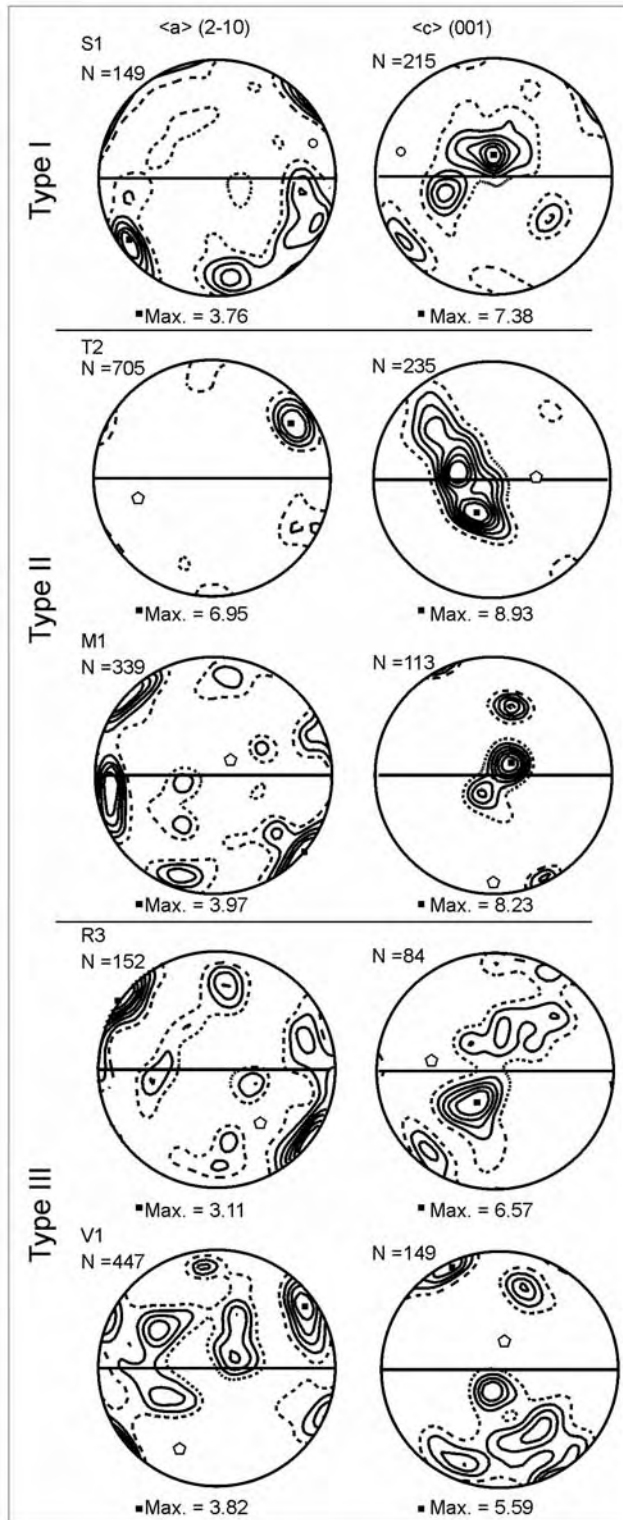 <a> (2-10) <c> (001)
Type I
S1
N =149 N =215
■Max. = 3.76 ■ Max. = 7.38
Type II
T2
N =705 N =235
■Max. = 6.95 ■ Max. = 8.93
M1
N =339 N =113
■Max. = 3.97 ■ Max. = 8.23
Type III
R3
N =152 N =84
■Max. = 3.11 ■ Max. = 6.57
V1
N =447 N =149
■Max. = 3.82 ■ Max. = 5.59